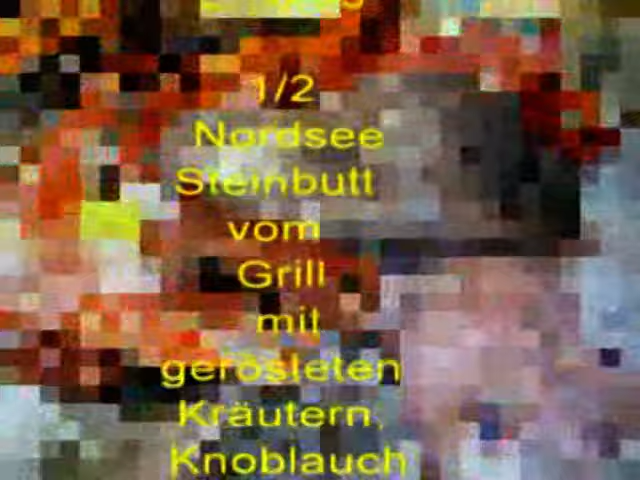 1/2
Nordsee
Steinbutt
vom
Grill
mit
gerösteten
Kräutern,
Knoblauch